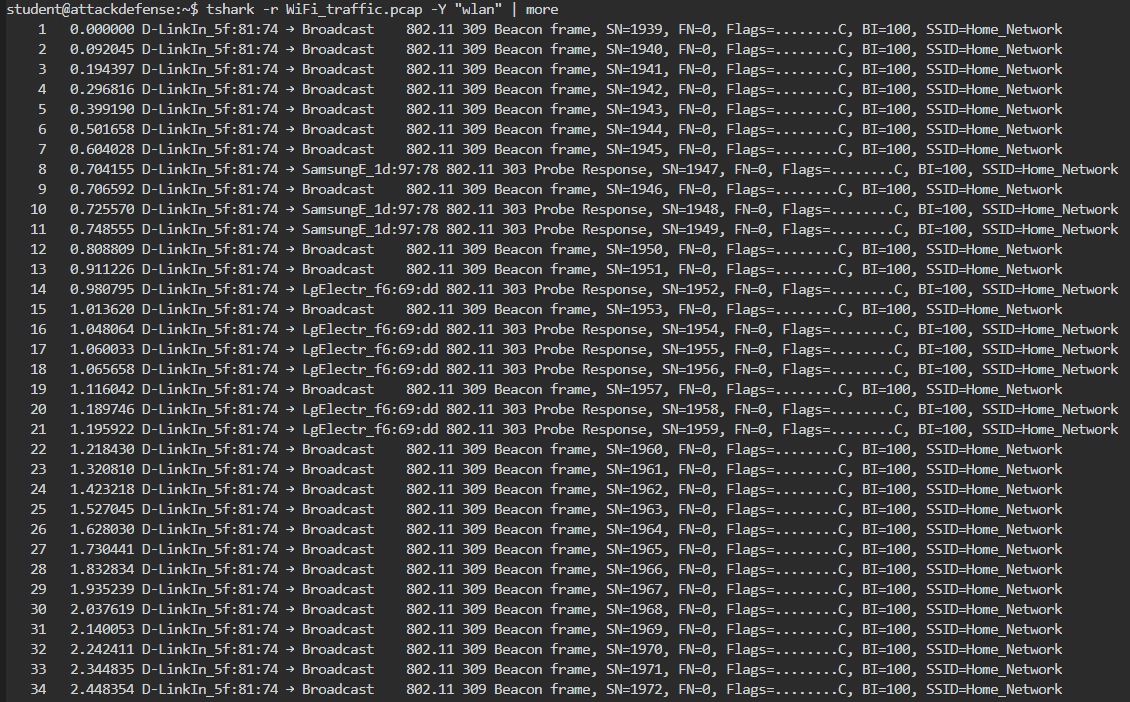 student@attackdefense:~$ tshark -r WiFi_traffic.pcap -Y "wlan" | more
1 0.000000 D-LinkIn_5f:81:74 → Broadcast 802.11 309 Beacon frame, SN=1939, FN=0, Flags=........C, BI=100, SSID=Home_Network
2 0.092045 D-LinkIn_5f:81:74 → Broadcast 802.11 309 Beacon frame, SN=1940, FN=0, Flags=........C, BI=100, SSID=Home_Network
3 0.194397 D-LinkIn_5f:81:74 → Broadcast 802.11 309 Beacon frame, SN=1941, FN=0, Flags=........C, BI=100, SSID=Home_Network
4 0.296816 D-LinkIn_5f:81:74 → Broadcast 802.11 309 Beacon frame, SN=1942, FN=0, Flags=........C, BI=100, SSID=Home_Network
5 0.399190 D-LinkIn_5f:81:74 → Broadcast 802.11 309 Beacon frame, SN=1943, FN=0, Flags=........C, BI=100, SSID=Home_Network
6 0.501658 D-LinkIn_5f:81:74 → Broadcast 802.11 309 Beacon frame, SN=1944, FN=0, Flags=........C, BI=100, SSID=Home_Network
7 0.604028 D-LinkIn_5f:81:74 → Broadcast 802.11 309 Beacon frame, SN=1945, FN=0, Flags=........C, BI=100, SSID=Home_Network
8 0.704155 D-LinkIn_5f:81:74 → SamsungE_1d:97:78 802.11 303 Probe Response, SN=1947, FN=0, Flags=........C, BI=100, SSID=Home_Network
9 0.706592 D-LinkIn_5f:81:74 → Broadcast 802.11 309 Beacon frame, SN=1946, FN=0, Flags=........C, BI=100, SSID=Home_Network
10 0.725570 D-LinkIn_5f:81:74 → SamsungE_1d:97:78 802.11 303 Probe Response, SN=1948, FN=0, Flags=........C, BI=100, SSID=Home_Network
11 0.748555 D-LinkIn_5f:81:74 → SamsungE_1d:97:78 802.11 303 Probe Response, SN=1949, FN=0, Flags=........C, BI=100, SSID=Home_Network
12 0.808809 D-LinkIn_5f:81:74 → Broadcast 802.11 309 Beacon frame, SN=1950, FN=0, Flags=........C, BI=100, SSID=Home_Network
13 0.911226 D-LinkIn_5f:81:74 → Broadcast 802.11 309 Beacon frame, SN=1951, FN=0, Flags=........C, BI=100, SSID=Home_Network
14 0.980795 D-LinkIn_5f:81:74 → LgElectr_f6:69:dd 802.11 303 Probe Response, SN=1952, FN=0, Flags=........C, BI=100, SSID=Home_Network
15 1.013620 D-LinkIn_5f:81:74 → Broadcast 802.11 309 Beacon frame, SN=1953, FN=0, Flags=........C, BI=100, SSID=Home_Network
16 1.048064 D-LinkIn_5f:81:74 → LgElectr_f6:69:dd 802.11 303 Probe Response, SN=1954, FN=0, Flags=........C, BI=100, SSID=Home_Network
17 1.060033 D-LinkIn_5f:81:74 → LgElectr_f6:69:dd 802.11 303 Probe Response, SN=1955, FN=0, Flags=........C, BI=100, SSID=Home_Network
18 1.065658 D-LinkIn_5f:81:74 → LgElectr_f6:69:dd 802.11 303 Probe Response, SN=1956, FN=0, Flags=........C, BI=100, SSID=Home_Network
19 1.116042 D-LinkIn_5f:81:74 → Broadcast 802.11 309 Beacon frame, SN=1957, FN=0, Flags=........C, BI=100, SSID=Home_Network
20 1.189746 D-LinkIn_5f:81:74 → LgElectr_f6:69:dd 802.11 303 Probe Response, SN=1958, FN=0, Flags=........C, BI=100, SSID=Home_Network
21 1.195922 D-LinkIn_5f:81:74 → LgElectr_f6:69:dd 802.11 303 Probe Response, SN=1959, FN=0, Flags=........C, BI=100, SSID=Home_Network
22 1.218430 D-LinkIn_5f:81:74 → Broadcast 802.11 309 Beacon frame, SN=1960, FN=0, Flags=........C, BI=100, SSID=Home_Network
23 1.320810 D-LinkIn_5f:81:74 → Broadcast 802.11 309 Beacon frame, SN=1961, FN=0, Flags=........C, BI=100, SSID=Home_Network
24 1.423218 D-LinkIn_5f:81:74 → Broadcast 802.11 309 Beacon frame, SN=1962, FN=0, Flags=........C, BI=100, SSID=Home_Network
25 1.527045 D-LinkIn_5f:81:74 → Broadcast 802.11 309 Beacon frame, SN=1963, FN=0, Flags=........C, BI=100, SSID=Home_Network
26 1.628030 D-LinkIn_5f:81:74 → Broadcast 802.11 309 Beacon frame, SN=1964, FN=0, Flags=........C, BI=100, SSID=Home_Network
27 1.730441 D-LinkIn_5f:81:74 → Broadcast 802.11 309 Beacon frame, SN=1965, FN=0, Flags=........C, BI=100, SSID=Home_Network
28 1.832834 D-LinkIn_5f:81:74 → Broadcast 802.11 309 Beacon frame, SN=1966, FN=0, Flags=........C, BI=100, SSID=Home_Network
29 1.935239 D-LinkIn_5f:81:74 → Broadcast 802.11 309 Beacon frame, SN=1967, FN=0, Flags=........C, BI=100, SSID=Home_Network
30 2.037619 D-LinkIn_5f:81:74 → Broadcast 802.11 309 Beacon frame, SN=1968, FN=0, Flags=........C, BI=100, SSID=Home_Network
31 2.140053 D-LinkIn_5f:81:74 → Broadcast 802.11 309 Beacon frame, SN=1969, FN=0, Flags=........C, BI=100, SSID=Home_Network
32 2.242411 D-LinkIn_5f:81:74 → Broadcast 802.11 309 Beacon frame, SN=1970, FN=0, Flags=........C, BI=100, SSID=Home_Network
33 2.344835 D-LinkIn_5f:81:74 → Broadcast 802.11 309 Beacon frame, SN=1971, FN=0, Flags=........C, BI=100, SSID=Home_Network
34 2.448354 D-LinkIn_5f:81:74 → Broadcast 802.11 309 Beacon frame, SN=1972, FN=0, Flags=........C, BI=100, SSID=Home_Network